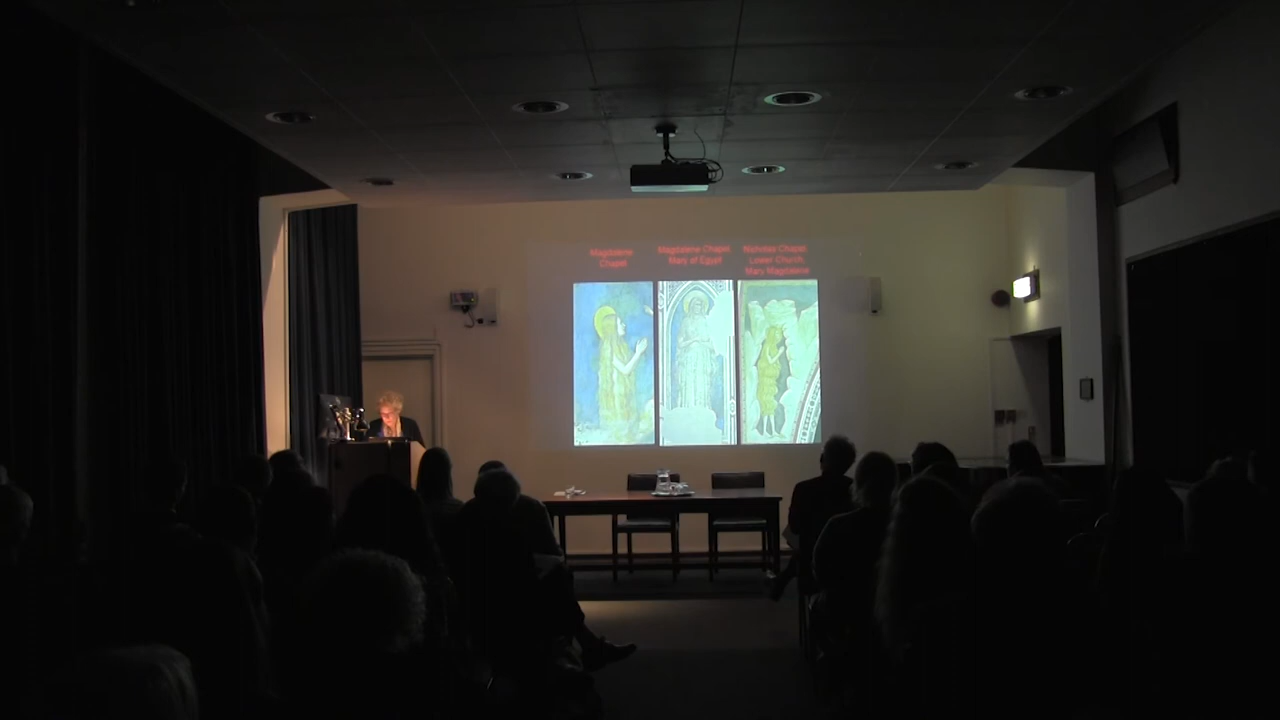 Magdalene
Chapel
Magdalene Chapel
Mary of Egypt
Nicholas Chapel,
Lower Church,
Mary Magdalene